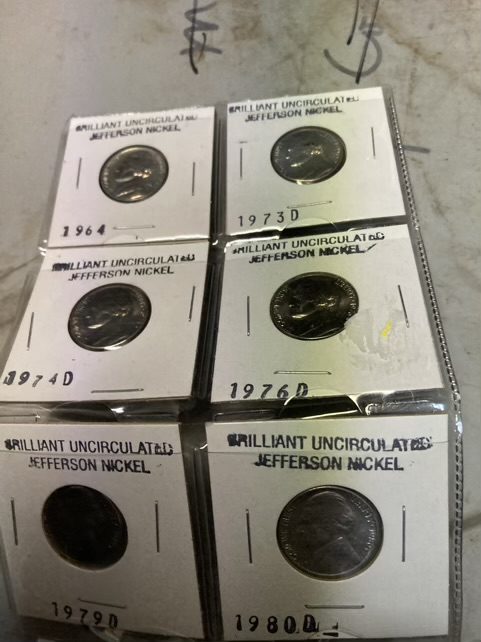 BRILLIANT UNCIRCULATED
JEFFERSON NICKEL
1964
BRILLIANT UNCIRCULATED
JEFFERSON NICKEL
1973D
BRILLIANT UNCIRCULATED
JEFFERSON NICKEL
1974D
BRILLIANT UNCIRCULATED
JEFFERSON NICKEL
1976D
BRILLIANT UNCIRCULATED
JEFFERSON NICKEL
1979D
BRILLIANT UNCIRCULATED
JEFFERSON NICKEL
1980D